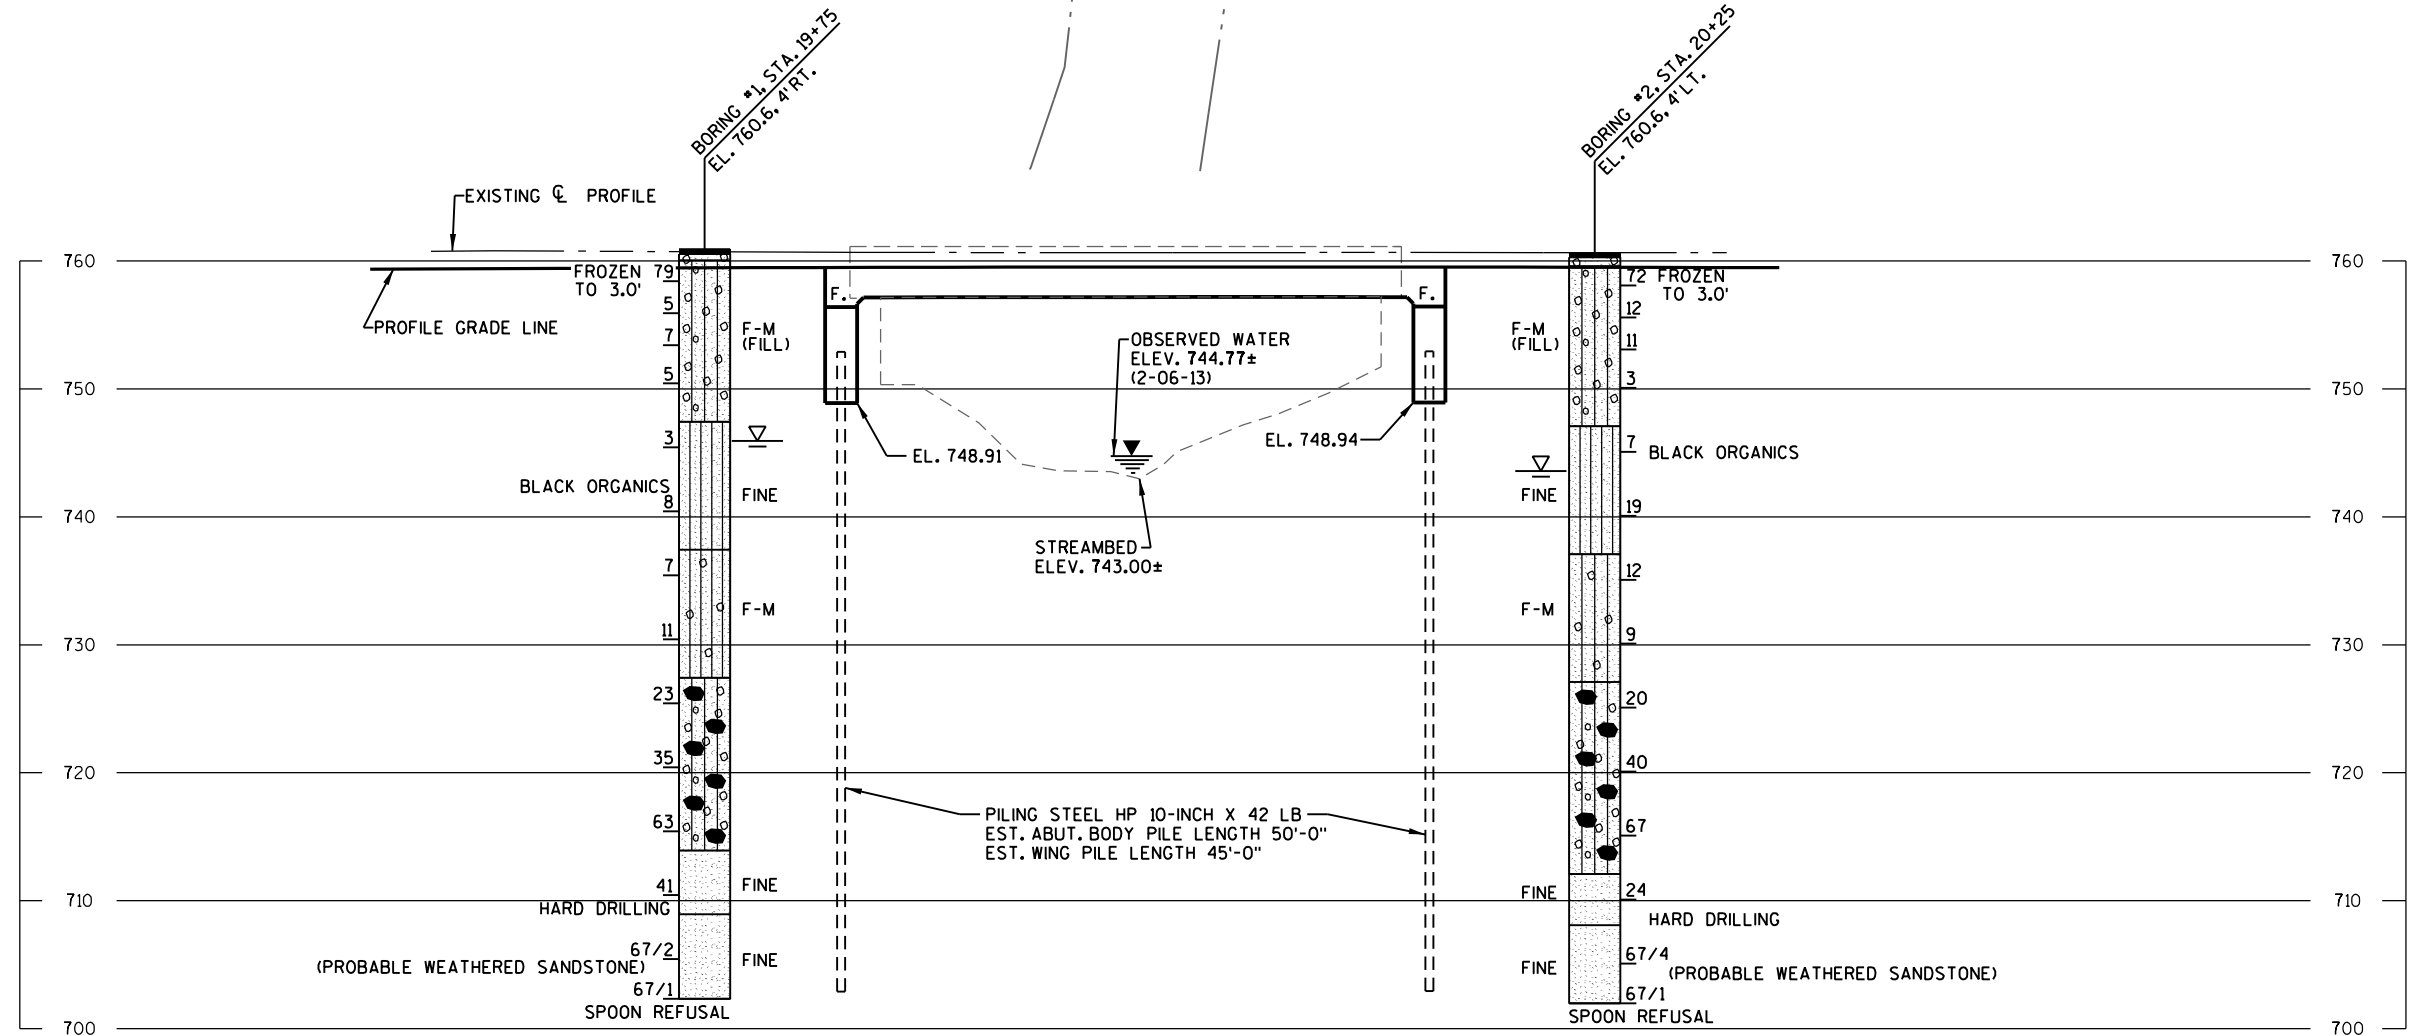 BORING #1, STA. 19+75
EL. 760.6, 4' RT.
BORING #2, STA. 20+25
EL. 760.6, 4' LT.
EXISTING ℄ PROFILE
760
760
FROZEN 79
TO 3.0'
72 FROZEN
TO 3.0'
F.
F.
PROFILE GRADE LINE
5
F-M
(FILL)
7
OBSERVED WATER
ELEV. 744.77±
(2-06-13)
F-M
(FILL)
12
11
5
3
750
750
3
EL. 748.91
EL. 748.94
7
BLACK ORGANICS
BLACK ORGANICS
8
FINE
FINE
19
740
740
STREAMBED
ELEV. 743.00±
7
12
F-M
F-M
11
9
730
730
23
20
35
40
720
720
63
PILING STEEL HP 10-INCH X 42 LB
EST. ABUT. BODY PILE LENGTH 50'-0"
EST. WING PILE LENGTH 45'-0"
67
41
FINE
FINE
24
710
710
HARD DRILLING
HARD DRILLING
67/2
(PROBABLE WEATHERED SANDSTONE)
FINE
FINE
67/4
(PROBABLE WEATHERED SANDSTONE)
67/1
67/1
SPOON REFUSAL
SPOON REFUSAL
700
700